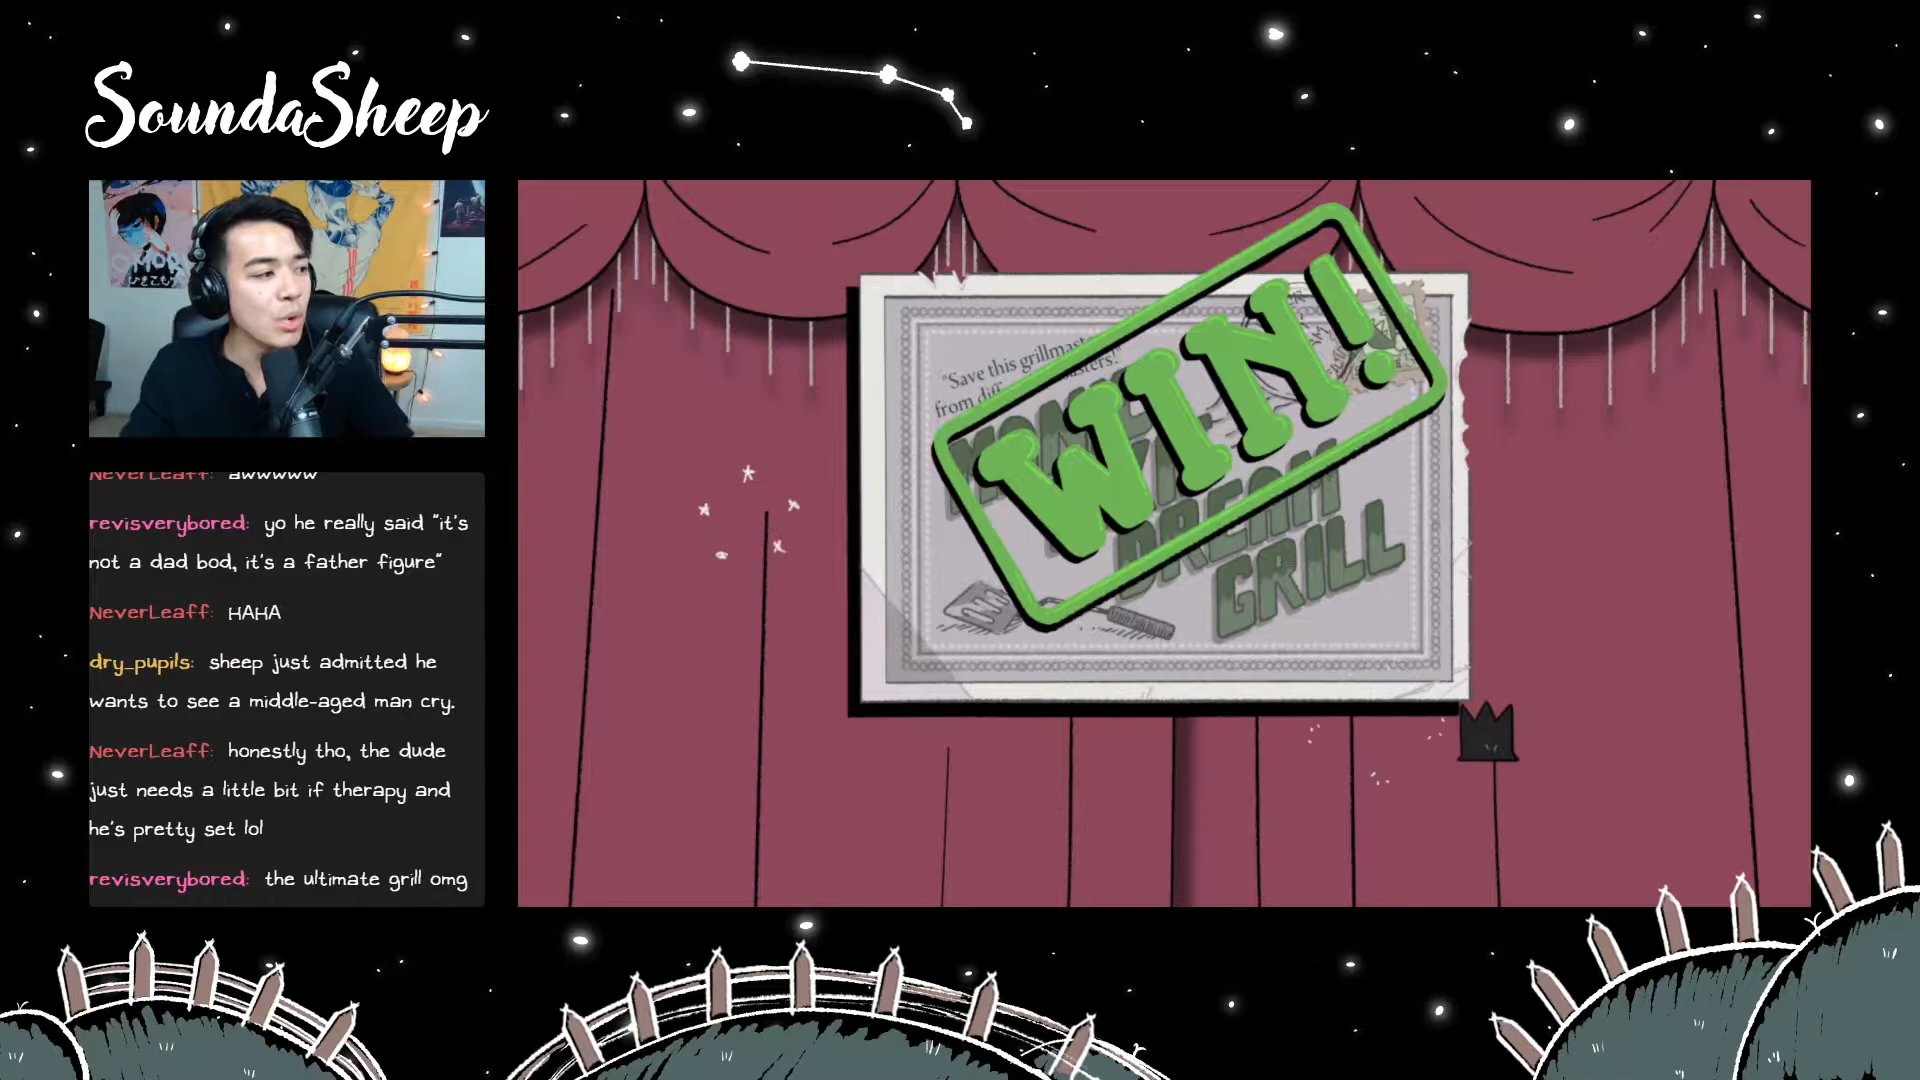 SoundaSheep
NeverLeaff: awwwww
revisverybored: yo he really said "it's
not a dad bod, it's a father figure"
NeverLeaff: HAHA
dry_pupils: sheep just admitted he
wants to see a middle-aged man cry.
NeverLeaff: honestly tho, the dude
just needs a little bit if therapy and
he's pretty set lol
revisverybored: the ultimate grill omg
"Save this grillmas
from
WIN!
DREAM
GRILL